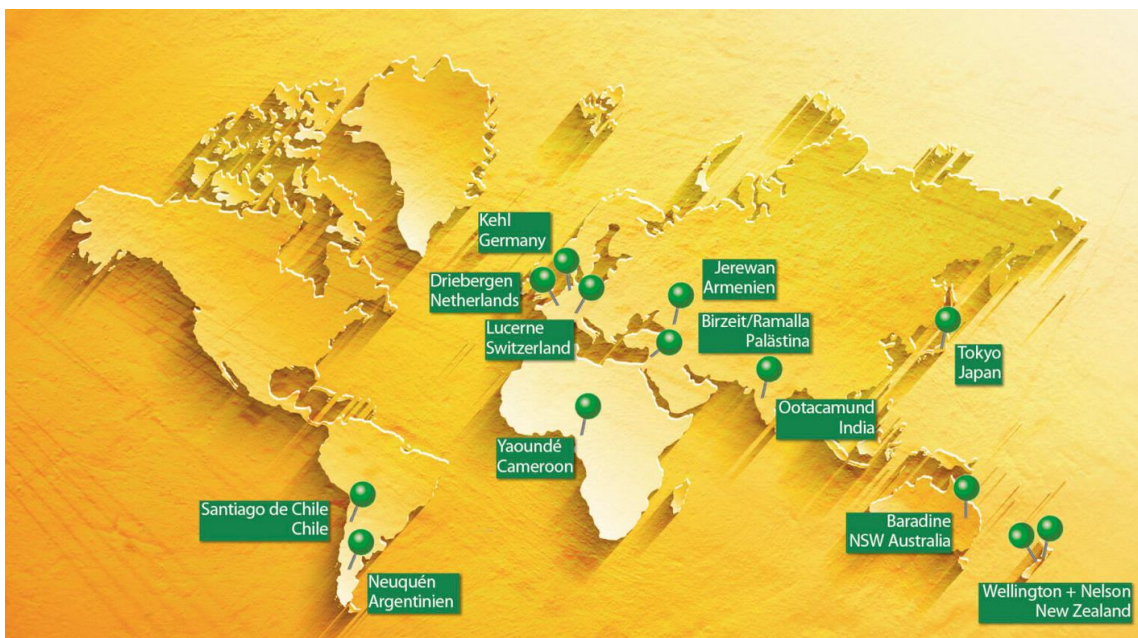 Kehl
Germany
Driebergen
Netherlands
Lucerne
Switzerland
Jerewan
Armenien
Birzeit/Ramalla
Palästina
Tokyo
Japan
Ootacamund
India
Yaoundé
Cameroon
Santiago de Chile
Chile
Baradine
NSW Australia
Neuquén
Argentinien
Wellington + Nelson
New Zealand